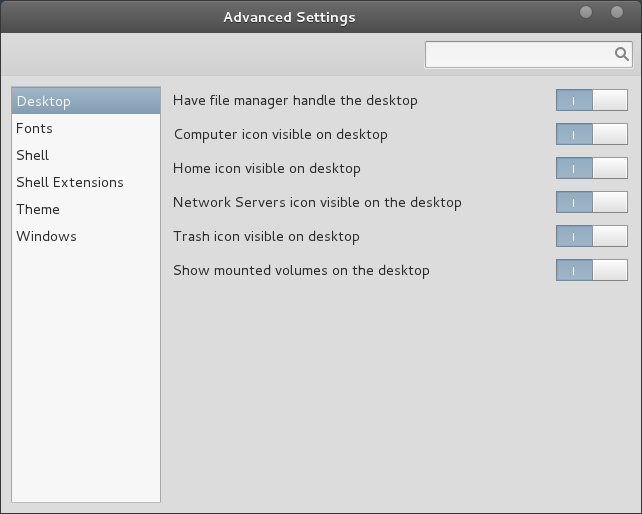 Advanced Settings
Desktop
Fonts
Shell
Shell Extensions
Theme
Windows
Have file manager handle the desktop
Computer icon visible on desktop
Home icon visible on desktop
Network Servers icon visible on the desktop
Trash icon visible on desktop
Show mounted volumes on the desktop